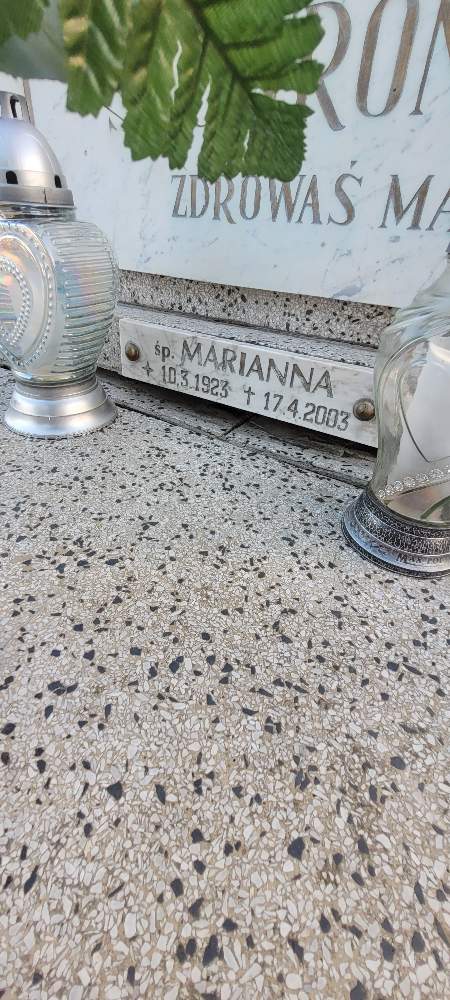 RON
ZDROWAŚ MA
śp. MARIANNA
+ 10.3.1923 † 17.4.2003